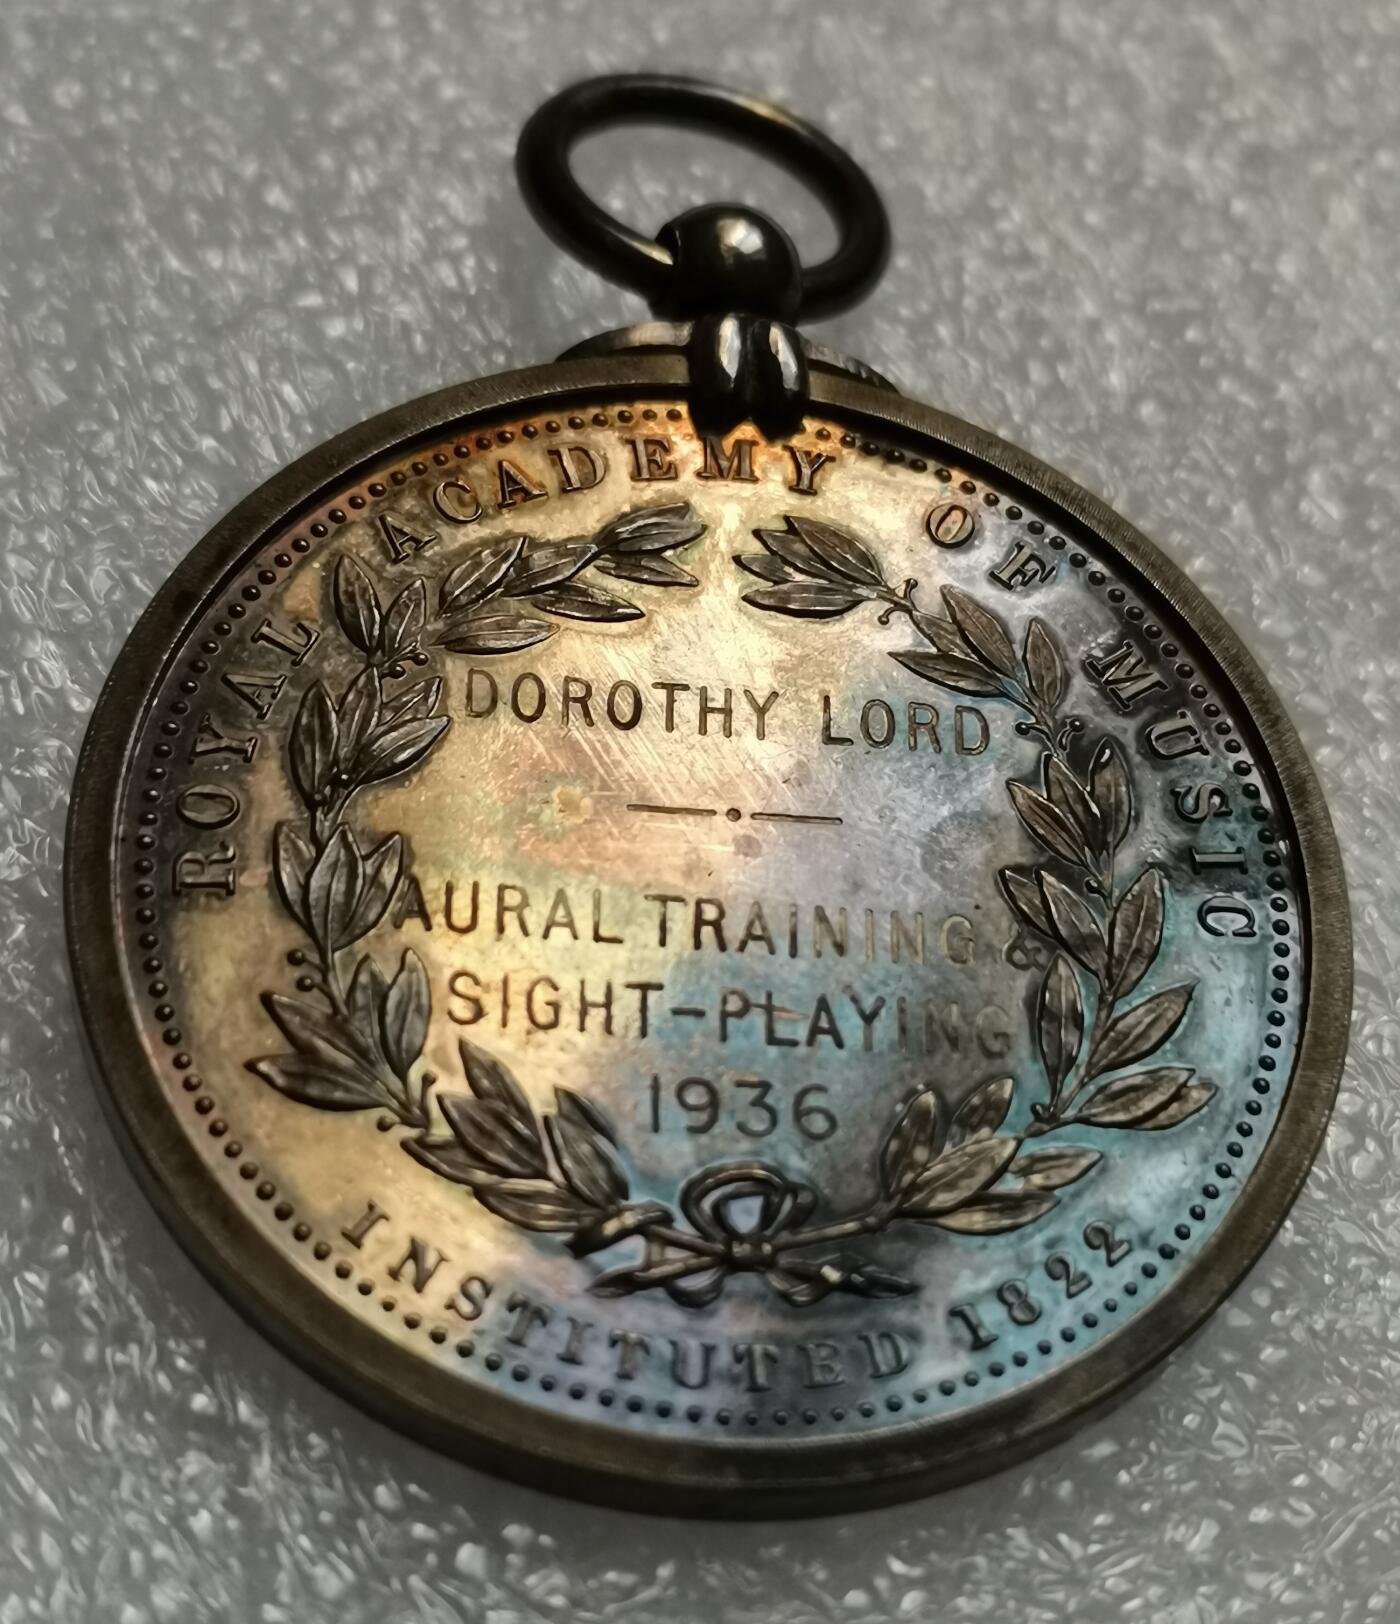 ROYAL ACADEMY OF MUSIC
DOROTHY LORD
AURAL TRAINING &
SIGHT-PLAYING
1936
INSTITUTED 1822